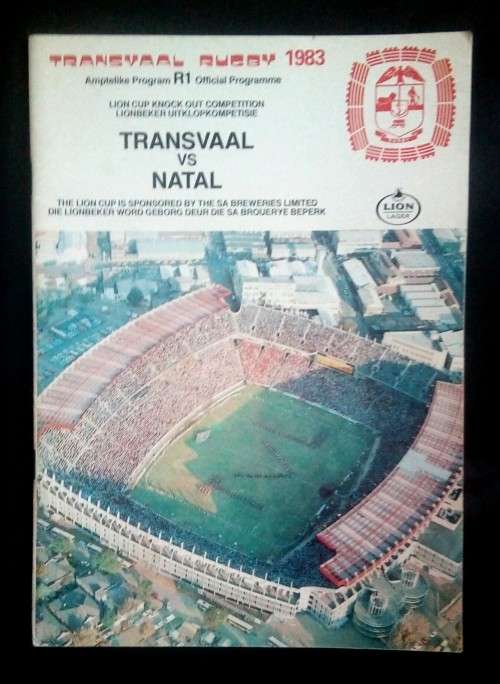 TRANSVAAL RUGBY 1983
Amptelike Program R1 Official Programme
LION CUP KNOCK OUT COMPETITION
LIONBEKER UITKLOPKOMPETISIE
TRANSVAAL
VS
NATAL
THE LION CUP IS SPONSORED BY THE SA BREWERIES LIMITED
DIE LIONBEKER WORD GEBORG DEUR DIE SA BROUERYE BEPERK
RUGBY
LION
LAGER